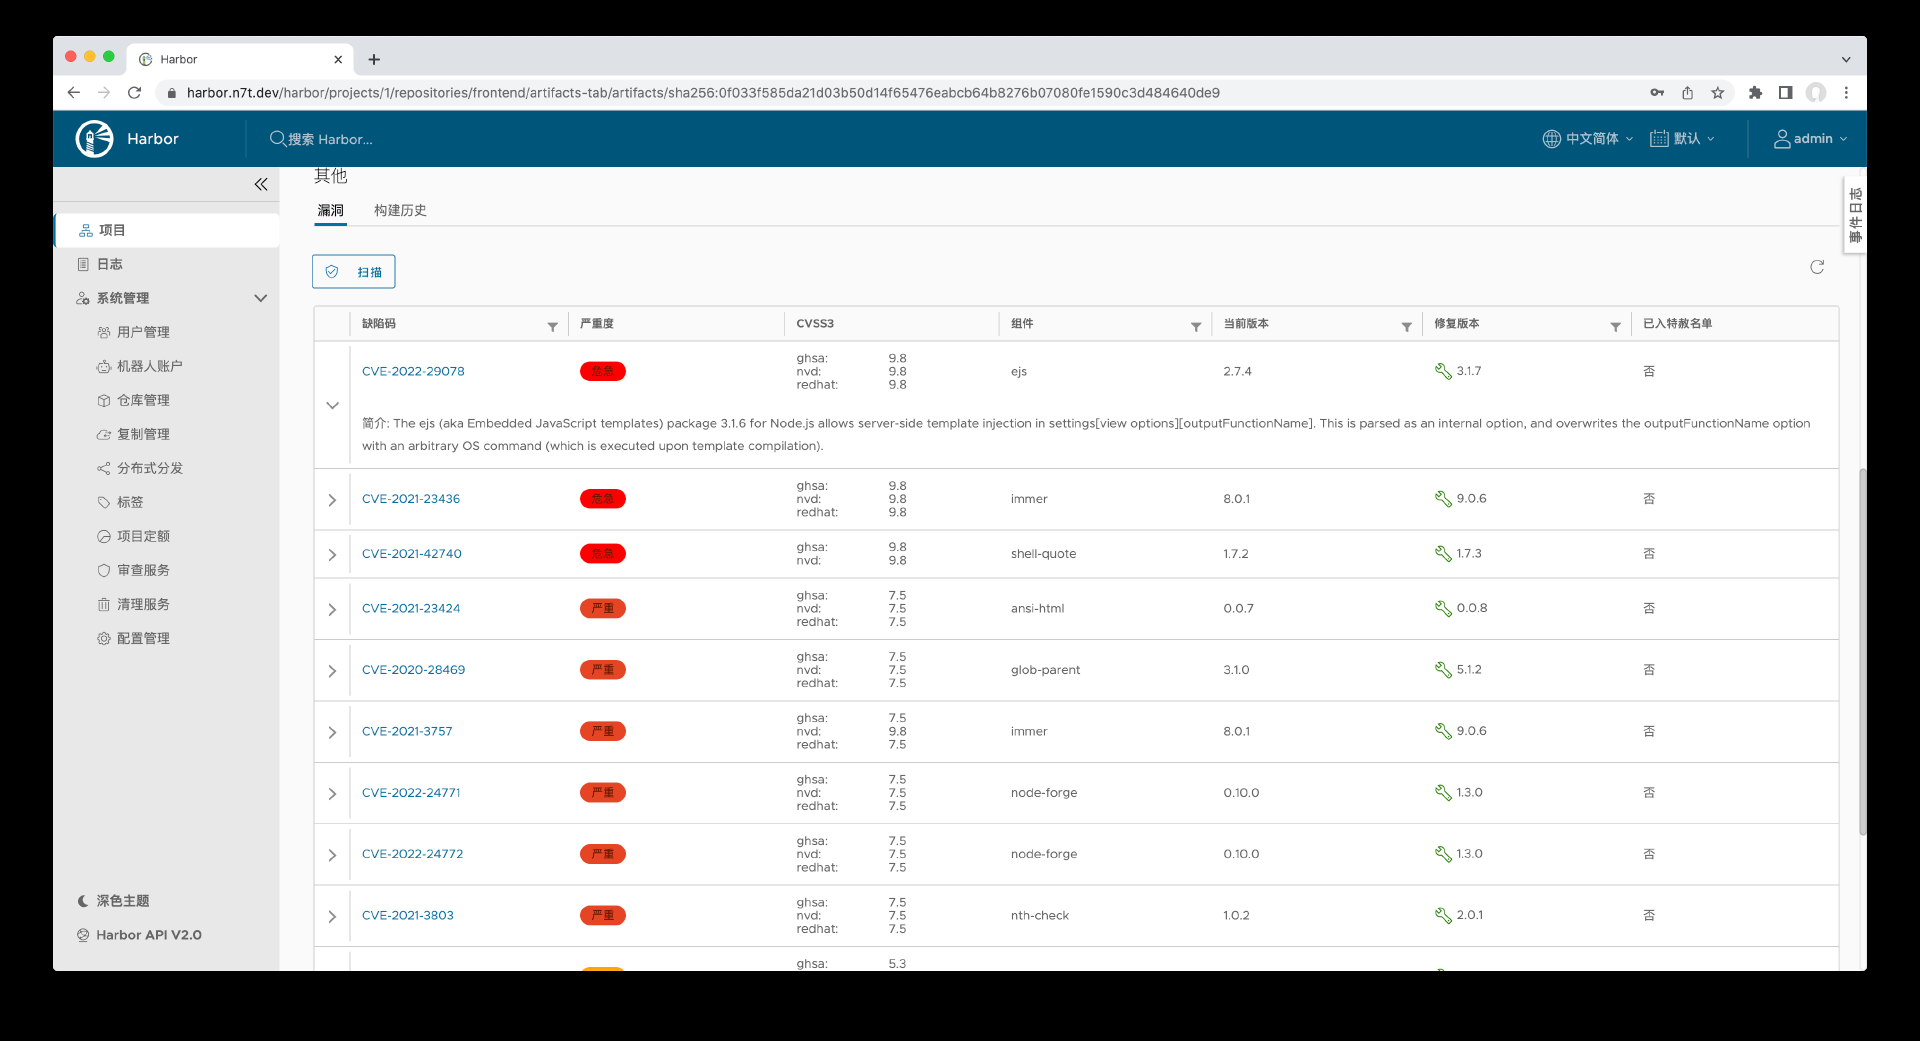 Harbor
harbor.n7t.dev/harbor/projects/1/repositories/frontend/artifacts-tab/artifacts/sha256:0f033f585da21d03b50d14f65476eabcb64b8276b07080fe1590c3d484640de9
Harbor
搜索 Harbor...
中文简体
默认
admin
事件日志
项目
日志
系统管理
用户管理
机器人账户
仓库管理
复制管理
分布式分发
标签
项目定额
审查服务
清理服务
配置管理
深色主题
Harbor API V2.0
其他
漏洞 构建历史
扫描
缺陷码 严重度 CVSS3 组件 当前版本 修复版本 已入特赦名单
CVE-2022-29078 危急 ghsa: 9.8 nvd: 9.8 redhat: 9.8 ejs 2.7.4 3.1.7 否
简介: The ejs (aka Embedded JavaScript templates) package 3.1.6 for Node.js allows server-side template injection in settings[view options][outputFunctionName]. This is parsed as an internal option, and overwrites the outputFunctionName option
with an arbitrary OS command (which is executed upon template compilation).
CVE-2021-23436 危急 ghsa: 9.8 nvd: 9.8 redhat: 9.8 immer 8.0.1 9.0.6 否
CVE-2021-42740 危急 ghsa: 9.8 nvd: 9.8 shell-quote 1.7.2 1.7.3 否
CVE-2021-23424 严重 ghsa: 7.5 nvd: 7.5 redhat: 7.5 ansi-html 0.0.7 0.0.8 否
CVE-2020-28469 严重 ghsa: 7.5 nvd: 7.5 redhat: 7.5 glob-parent 3.1.0 5.1.2 否
CVE-2021-3757 严重 ghsa: 7.5 nvd: 9.8 redhat: 7.5 immer 8.0.1 9.0.6 否
CVE-2022-24771 严重 ghsa: 7.5 nvd: 7.5 redhat: 7.5 node-forge 0.10.0 1.3.0 否
CVE-2022-24772 严重 ghsa: 7.5 nvd: 7.5 redhat: 7.5 node-forge 0.10.0 1.3.0 否
CVE-2021-3803 严重 ghsa: 7.5 nvd: 7.5 redhat: 7.5 nth-check 1.0.2 2.0.1 否
ghsa: 5.3